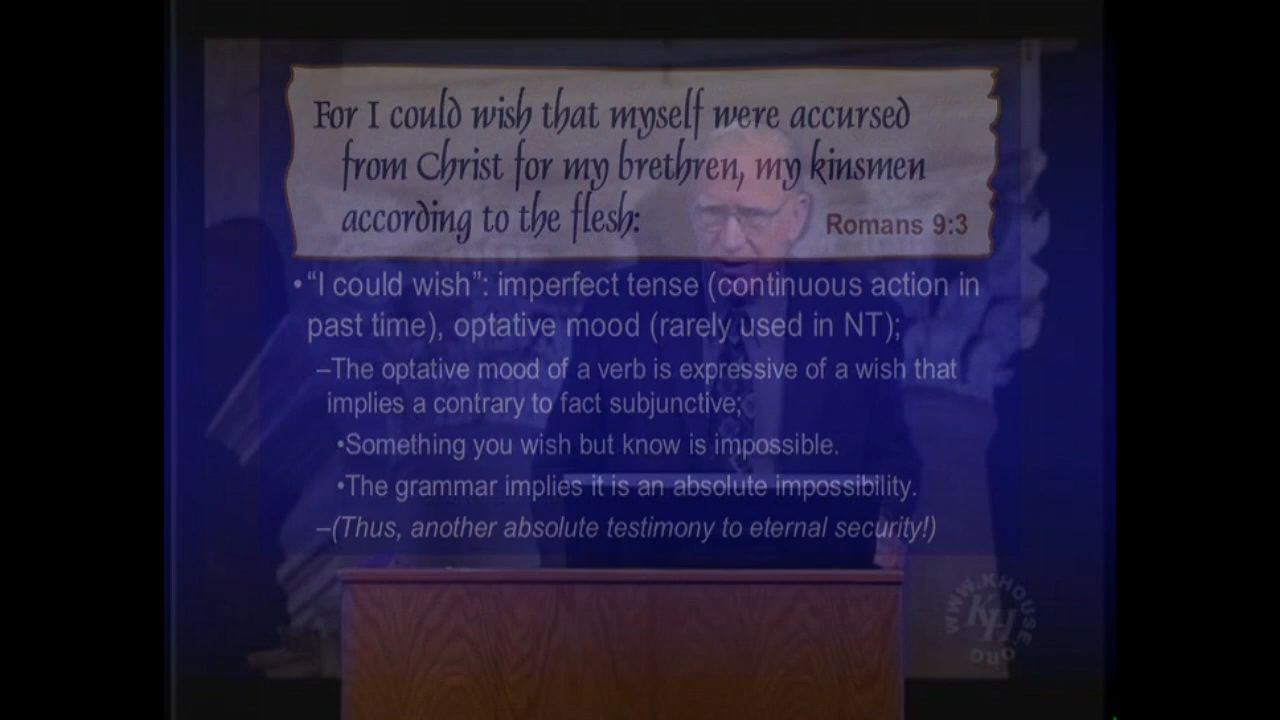 For I could wish that myself were accursed
from Christ for my brethren, my kinsmen
according to the flesh:
Romans 9:3
• “I could wish”: imperfect tense (continuous action in
past time), optative mood (rarely used in NT);
–The optative mood of a verb is expressive of a wish that
implies a contrary to fact subjunctive;
•Something you wish but know is impossible.
•The grammar implies it is an absolute impossibility.
–(Thus, another absolute testimony to eternal security!)
WWW.KHOUSE.ORG
KH